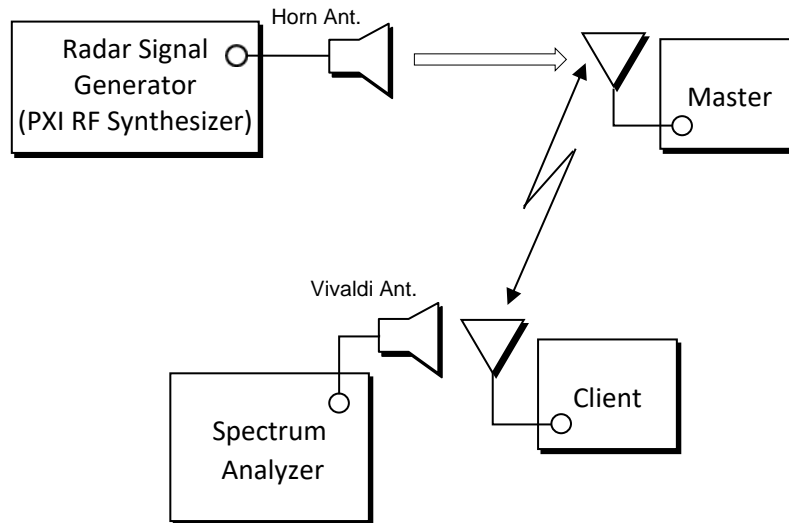 Horn Ant.
Radar Signal
Generator
(PXI RF Synthesizer)
Master
Vivaldi Ant.
Client
Spectrum
Analyzer